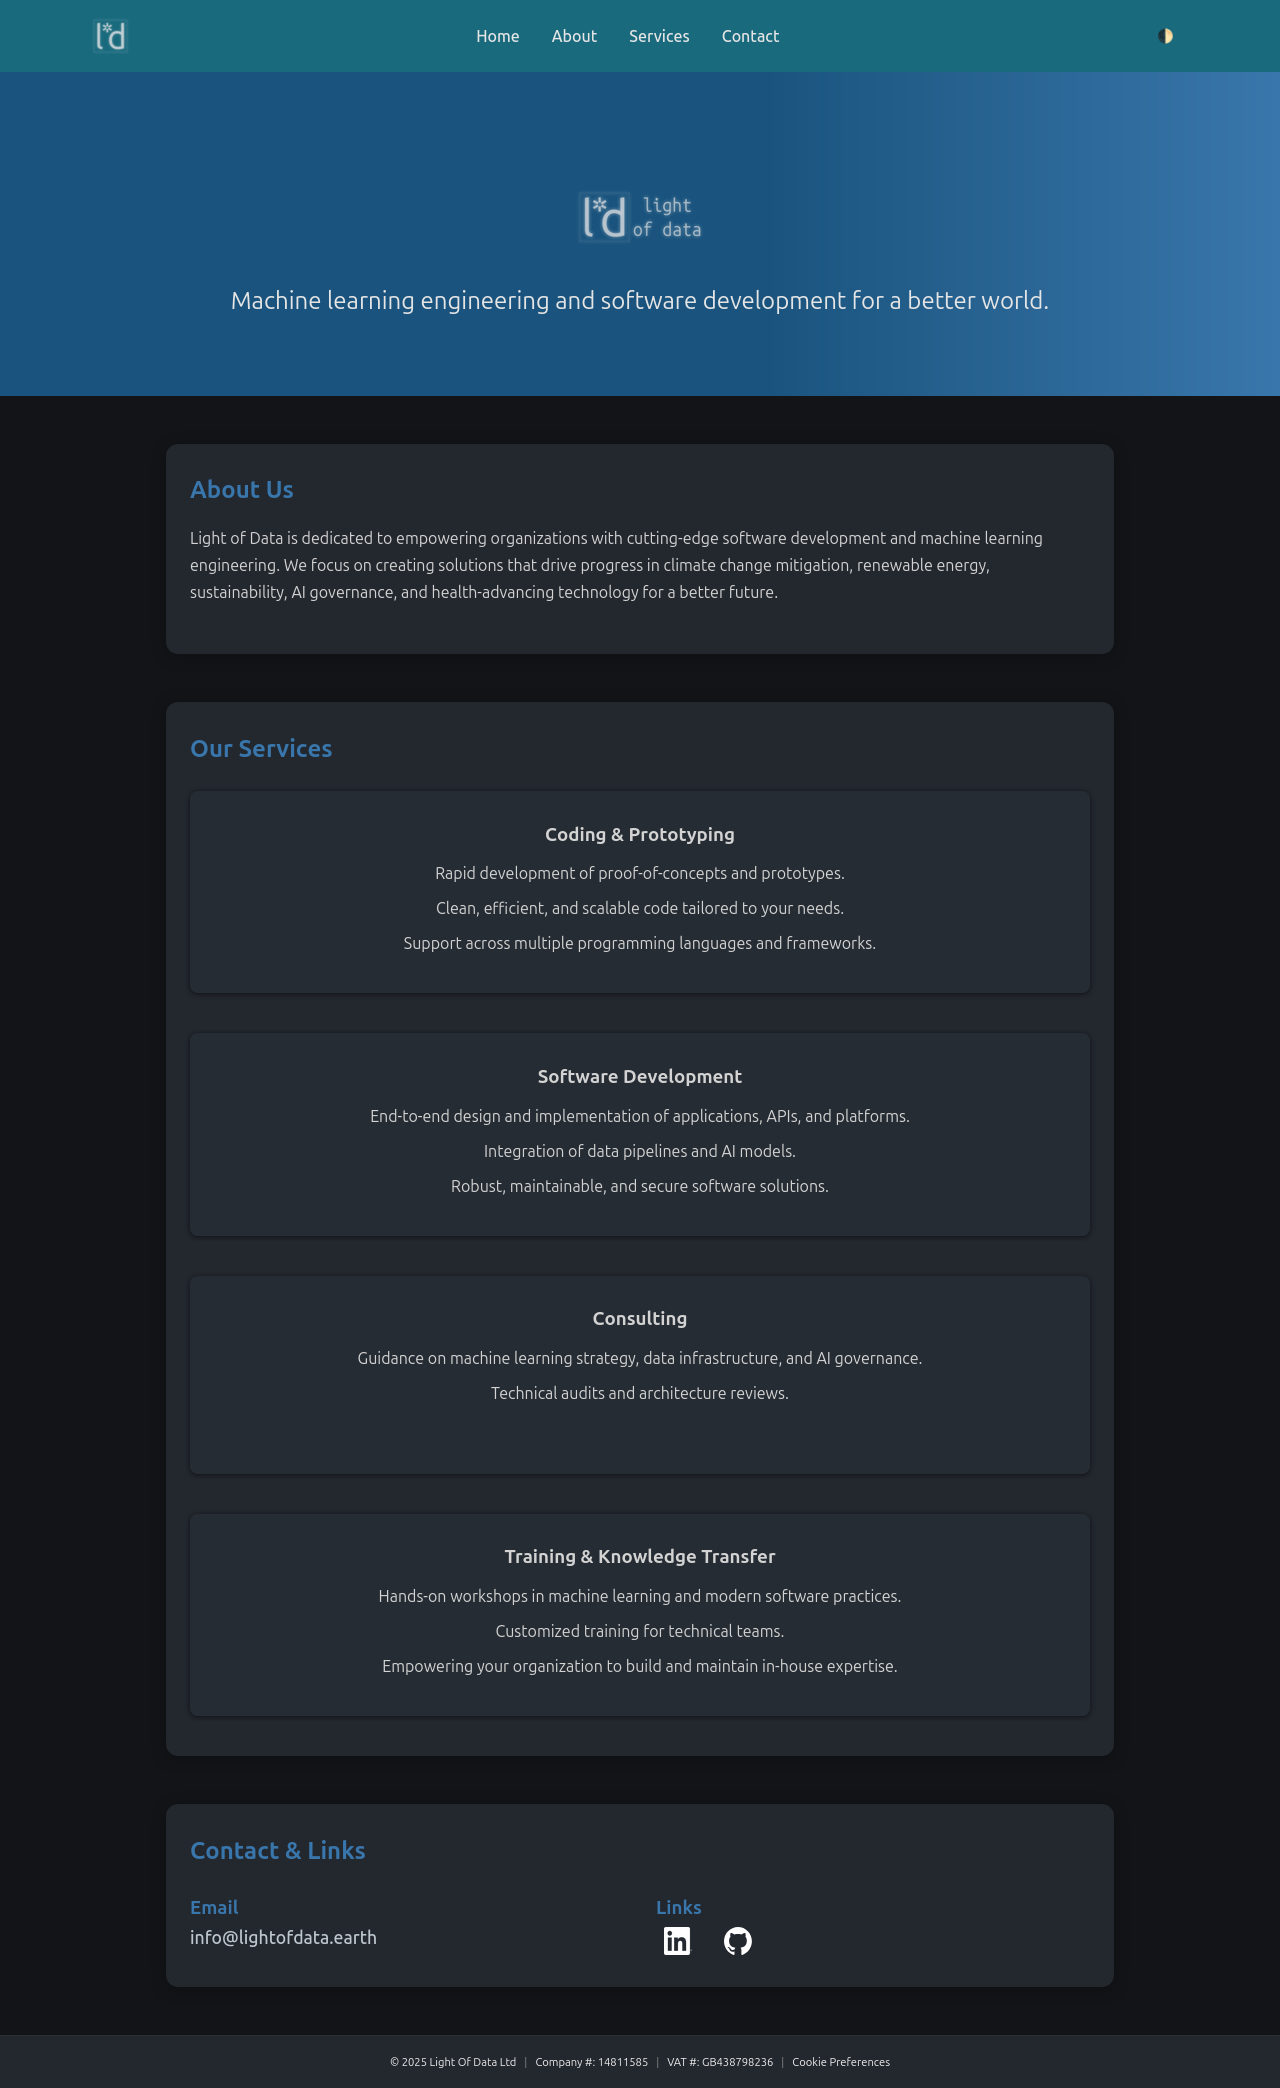 l*d
Home About Services Contact
l*d light
of data
Machine learning engineering and software development for a better world.
About Us
Light of Data is dedicated to empowering organizations with cutting-edge software development and machine learning
engineering. We focus on creating solutions that drive progress in climate change mitigation, renewable energy,
sustainability, AI governance, and health-advancing technology for a better future.
Our Services
Coding & Prototyping
Rapid development of proof-of-concepts and prototypes.
Clean, efficient, and scalable code tailored to your needs.
Support across multiple programming languages and frameworks.
Software Development
End-to-end design and implementation of applications, APIs, and platforms.
Integration of data pipelines and AI models.
Robust, maintainable, and secure software solutions.
Consulting
Guidance on machine learning strategy, data infrastructure, and AI governance.
Technical audits and architecture reviews.
Training & Knowledge Transfer
Hands-on workshops in machine learning and modern software practices.
Customized training for technical teams.
Empowering your organization to build and maintain in-house expertise.
Contact & Links
Email
info@lightofdata.earth
Links
in
© 2025 Light Of Data Ltd | Company #: 14811585 | VAT #: GB438798236 | Cookie Preferences